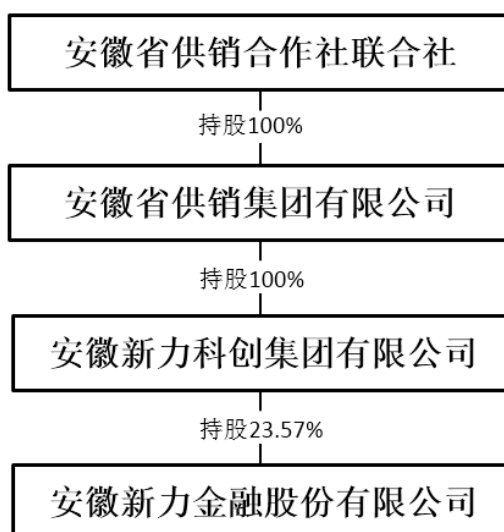 安徽省供销合作社联合社
持股100%
安徽省供销集团有限公司
持股100%
安徽新力科创集团有限公司
持股23.57%
安徽新力金融股份有限公司